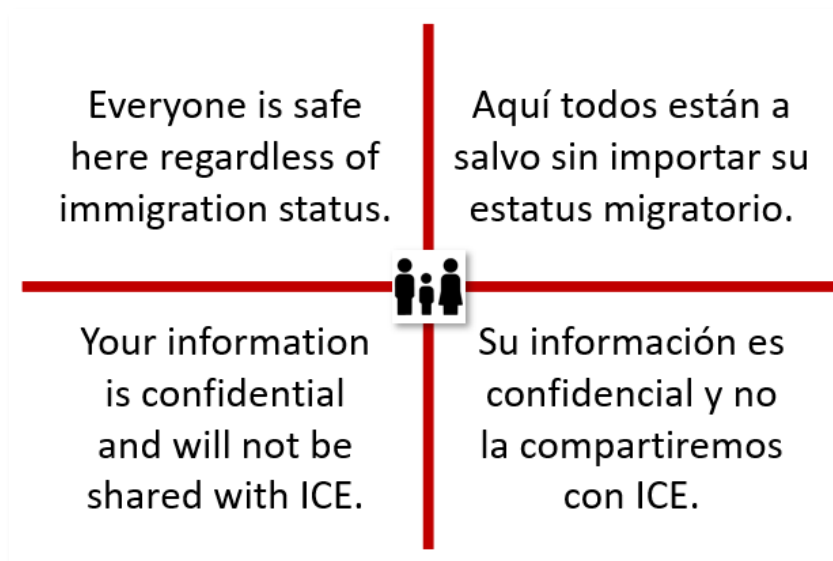 Everyone is safe
here regardless of
immigration status.
Aquí todos están a
salvo sin importar su
estatus migratorio.
Your information
is confidential
and will not be
shared with ICE.
Su información es
confidencial y no
la compartiremos
con ICE.